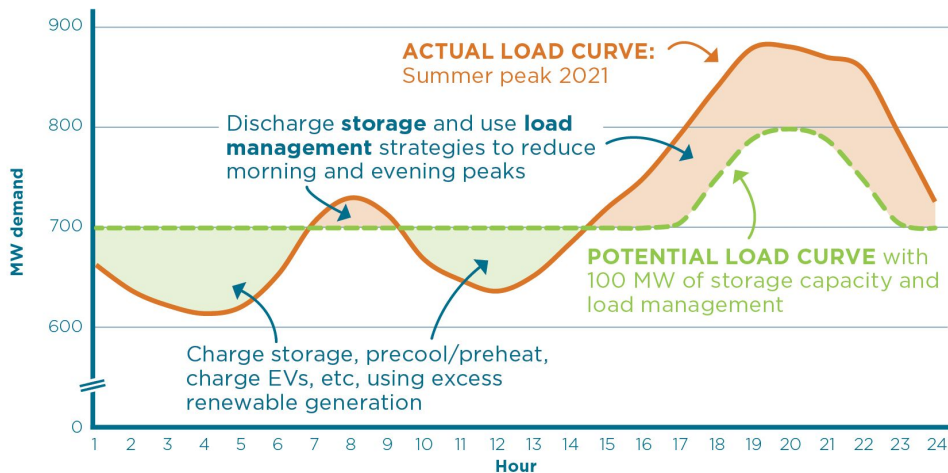 900
800
700
600
0
MW demand
ACTUAL LOAD CURVE:
Summer peak 2021
Discharge storage and use load
management strategies to reduce
morning and evening peaks
POTENTIAL LOAD CURVE with
100 MW of storage capacity and
load management
Charge storage, precool/preheat,
charge EVs, etc, using excess
renewable generation
1 2 3 4 5 6 7 8 9 10 11 12 13 14 15 16 17 18 19 20 21 22 23 24
Hour